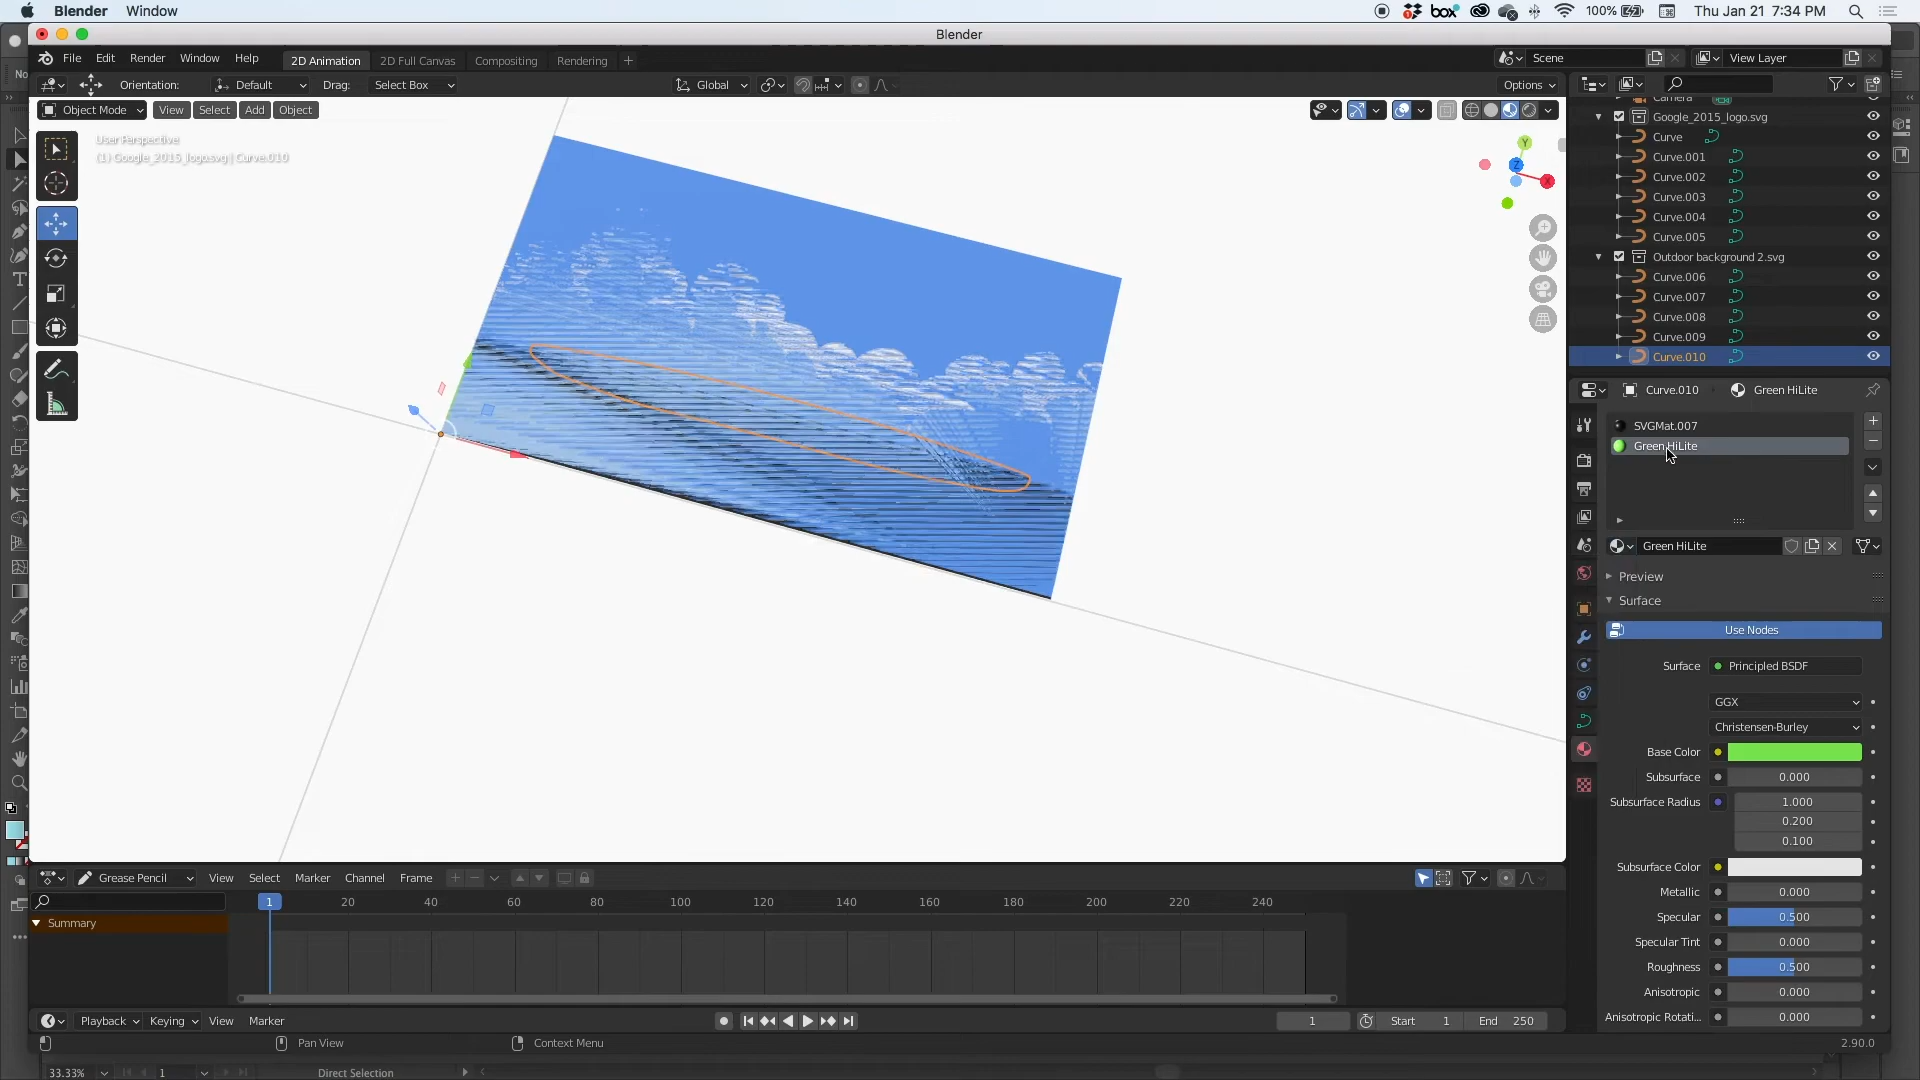 Blender Window
box 100% Thu Jan 21 7:34 PM
Blender
File Edit Render Window Help 2D Animation 2D Full Canvas Compositing Rendering + Scene View Layer
No
Orientation: Default Drag: Select Box Global Options
Object Mode View Select Add Object
User Perspective
(1) Google_2015_logo.svg | Curve.010
Y
Z
X
Camera
Google_2015_logo.svg
Curve
Curve.001
Curve.002
Curve.003
Curve.004
Curve.005
Outdoor background 2.svg
Curve.006
Curve.007
Curve.008
Curve.009
Curve.010
Curve.010 Green HiLite
SVGMat.007
Green HiLite
Green HiLite
Preview
Surface
Use Nodes
Surface Principled BSDF
GGX
Christensen-Burley
Base Color
Subsurface 0.000
Subsurface Radius 1.000
0.200
0.100
Subsurface Color
Metallic 0.000
Specular 0.500
Specular Tint 0.000
Roughness 0.500
Anisotropic 0.000
Anisotropic Rotati... 0.000
Grease Pencil View Select Marker Channel Frame
1 20 40 60 80 100 120 140 160 180 200 220 240
Summary
Playback Keying View Marker 1 Start 1 End 250
Pan View Context Menu 2.90.0
33.33% 1 Direct Selection